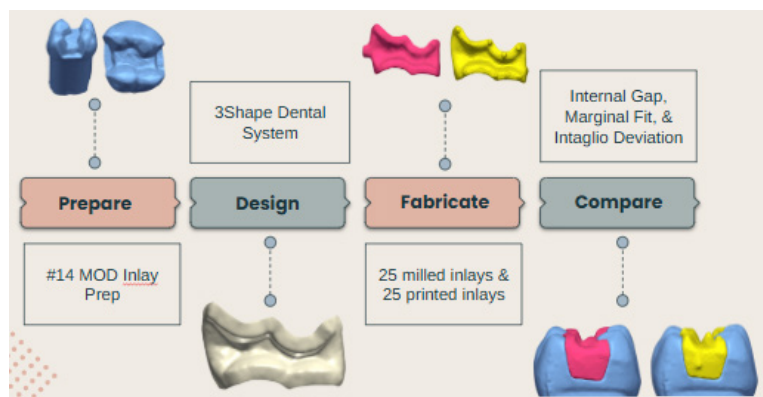 3Shape Dental
System
Internal Gap,
Marginal Fit, &
Intaglio Deviation
Prepare
Design
Fabricate
Compare
#14 MOD Inlay
Prep
25 milled inlays &
25 printed inlays